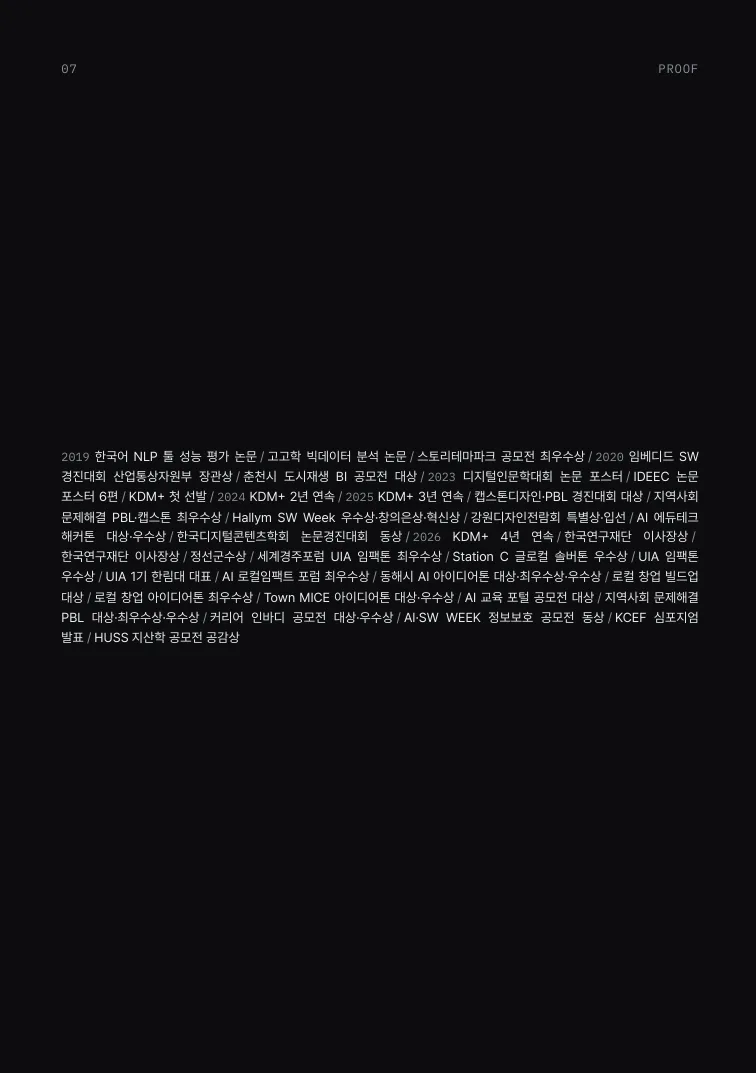 07
PROOF
2019 한국어 NLP 툴 성능 평가 논문 / 고고학 빅데이터 분석 논문 / 스토리테마파크 공모전 최우수상 / 2020 임베디드 SW
경진대회 산업통상자원부 장관상 / 춘천시 도시재생 BI 공모전 대상 / 2023 디지털인문학대회 논문 포스터 / IDEEC 논문
포스터 6편 / KDM+ 첫 선발 / 2024 KDM+ 2년 연속 / 2025 KDM+ 3년 연속 / 캡스톤디자인·PBL 경진대회 대상 / 지역사회
문제해결 PBL·캡스톤 최우수상 / Hallym SW Week 우수상·창의은상·혁신상 / 강원디자인전람회 특별상·입선 / AI 에듀테크
해커톤 대상·우수상 / 한국디지털콘텐츠학회 논문경진대회 동상 / 2026 KDM+ 4년 연속 / 한국연구재단 이사장상 /
한국연구재단 이사장상 / 정선군수상 / 세계경주포럼 UIA 임팩톤 최우수상 / Station C 글로컬 솔버톤 우수상 / UIA 임팩톤
우수상 / UIA 1기 한림대 대표 / AI 로컬임팩트 포럼 최우수상 / 동해시 AI 아이디어톤 대상·최우수상·우수상 / 로컬 창업 빌드업
대상 / 로컬 창업 아이디어톤 최우수상 / Town MICE 아이디어톤 대상·우수상 / AI 교육 포털 공모전 대상 / 지역사회 문제해결
PBL 대상·최우수상·우수상 / 커리어 인바디 공모전 대상·우수상 / AI·SW WEEK 정보보호 공모전 동상 / KCEF 심포지엄
발표 / HUSS 지산학 공모전 공감상